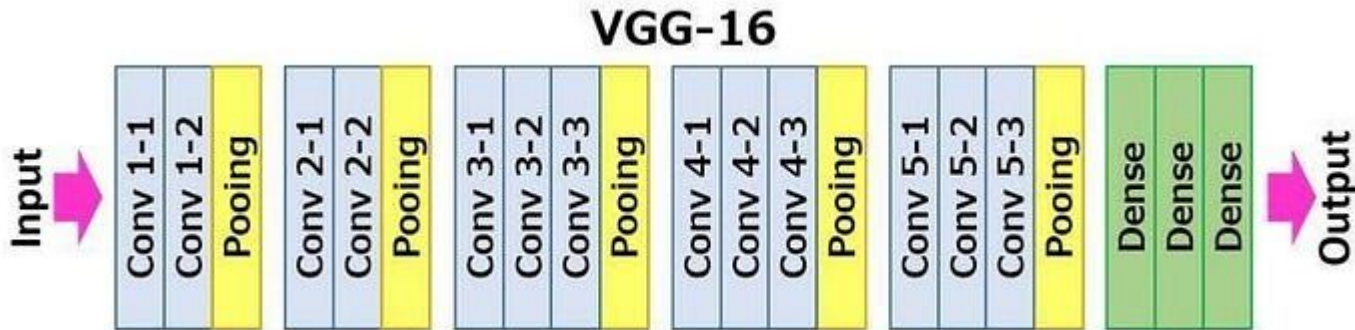 VGG-16
Input
Conv 1-1
Conv 1-2
Pooing
Conv 2-1
Conv 2-2
Pooing
Conv 3-1
Conv 3-2
Conv 3-3
Pooing
Conv 4-1
Conv 4-2
Conv 4-3
Pooing
Conv 5-1
Conv 5-2
Conv 5-3
Pooing
Dense
Dense
Dense
Output